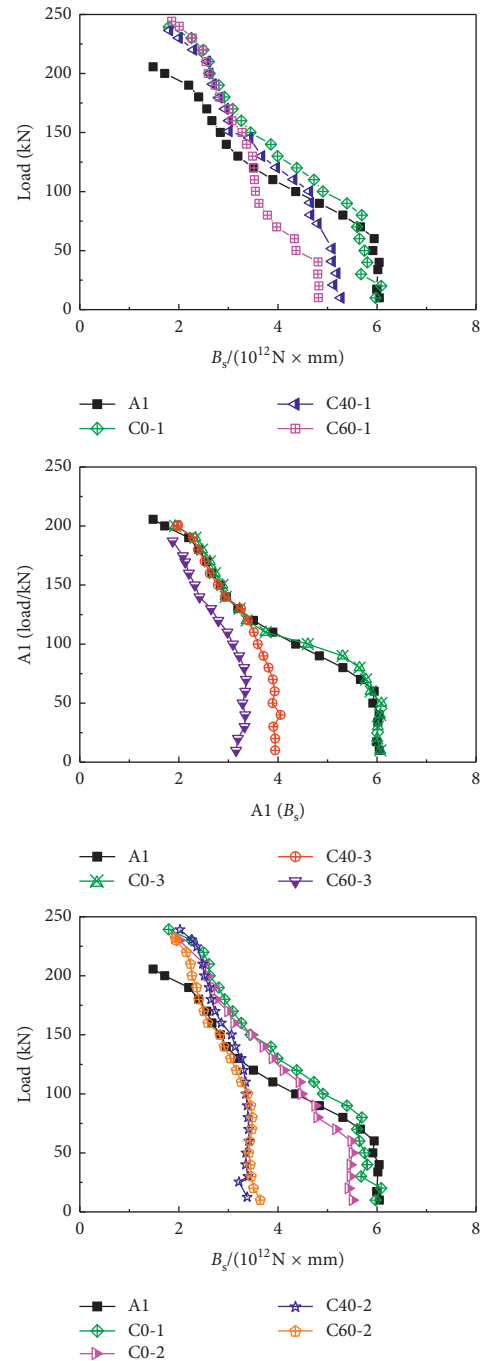 250
200
150
100
50
0
Load (kN)
0 2 4 6 8
Bs/(10^12 N × mm)
A1 C40-1
C0-1 C60-1
250
200
150
100
50
0
A1 (load/kN)
0 2 4 6 8
A1 (Bs)
A1 C40-3
C0-3 C60-3
250
200
150
100
50
0
Load (kN)
0 2 4 6 8
Bs/(10^12 N × mm)
A1 C40-2
C0-1 C60-2
C0-2